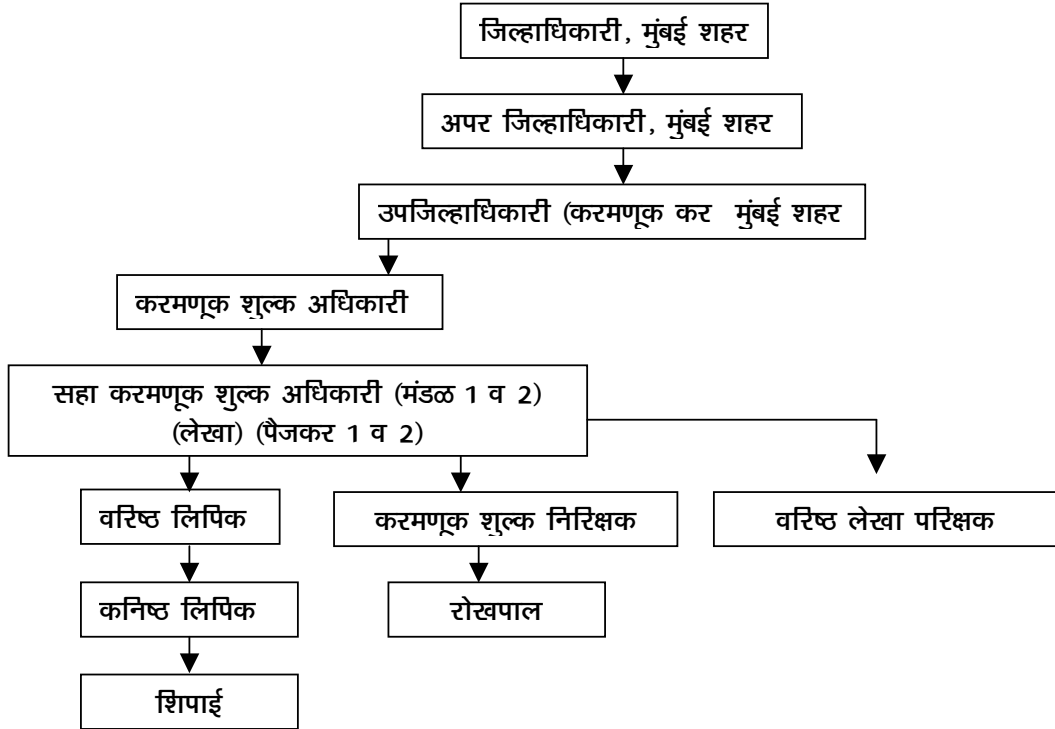 जिल्हाधिकारी, मुंबई शहर
अपर जिल्हाधिकारी, मुंबई शहर
उपजिल्हाधिकारी (करमणूक कर मुंबई शहर
करमणूक शुल्क अधिकारी
सहा करमणूक शुल्क अधिकारी (मंडळ 1 व 2)
(लेखा) (पैजकर 1 व 2)
वरिष्ठ लिपिक
करमणूक शुल्क निरिक्षक
वरिष्ठ लेखा परिक्षक
कनिष्ठ लिपिक
रोखपाल
शिपाई